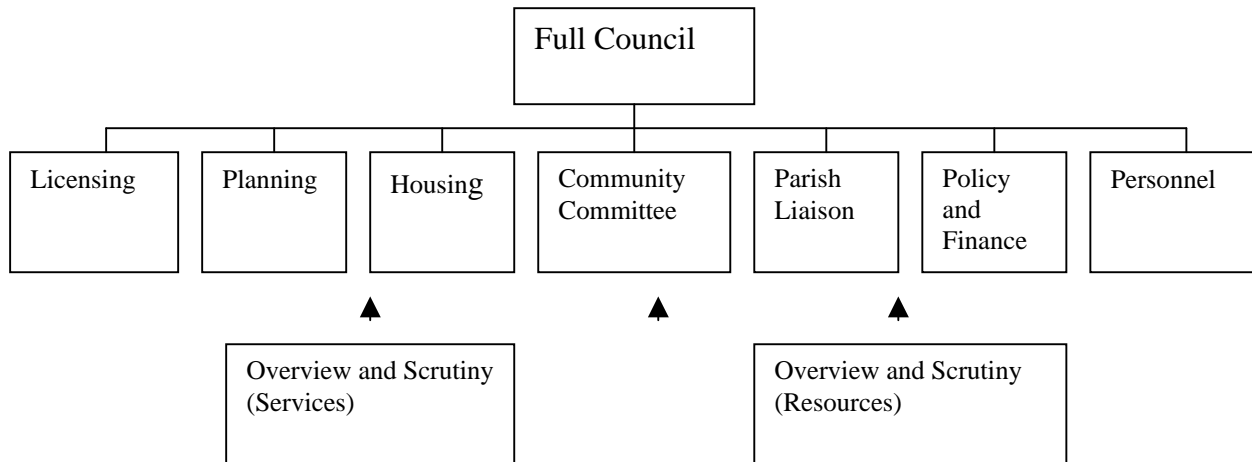 Full Council
Licensing
Planning
Housing
Community
Committee
Parish
Liaison
Policy
and
Finance
Personnel
Overview and Scrutiny
(Services)
Overview and Scrutiny
(Resources)